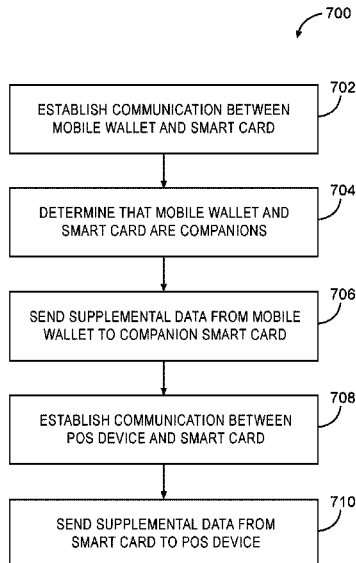 700
702
ESTABLISH COMMUNICATION BETWEEN
MOBILE WALLET AND SMART CARD
704
DETERMINE THAT MOBILE WALLET AND
SMART CARD ARE COMPANIONS
706
SEND SUPPLEMENTAL DATA FROM MOBILE
WALLET TO COMPANION SMART CARD
708
ESTABLISH COMMUNICATION BETWEEN
POS DEVICE AND SMART CARD
710
SEND SUPPLEMENTAL DATA FROM
SMART CARD TO POS DEVICE